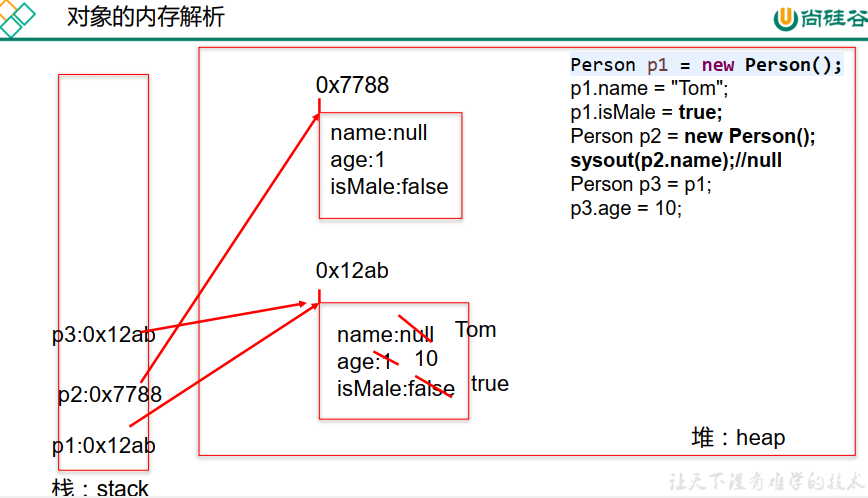 对象的内存解析
尚硅谷
Person p1 = new Person();
p1.name = "Tom";
p1.isMale = true;
Person p2 = new Person();
sysout(p2.name);//null
Person p3 = p1;
p3.age = 10;
0x7788
name:null
age:1
isMale:false
0x12ab
name:null Tom
age:1 10
isMale:false true
p3:0x12ab
p2:0x7788
p1:0x12ab
栈：stack
堆：heap
让天下没有难学的技术